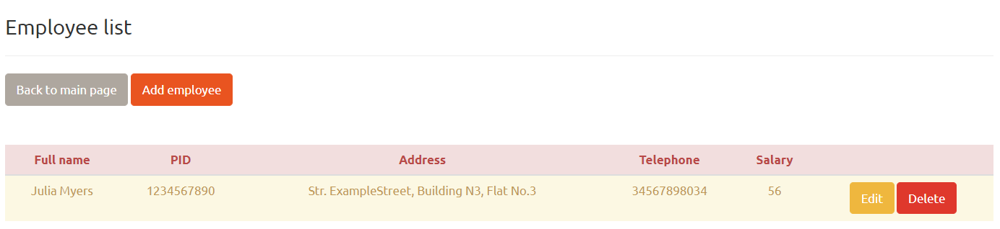 Employee list
Back to main page Add employee
Full name PID Address Telephone Salary
Julia Myers 1234567890 Str. ExampleStreet, Building N3, Flat No.3 34567898034 56 Edit Delete